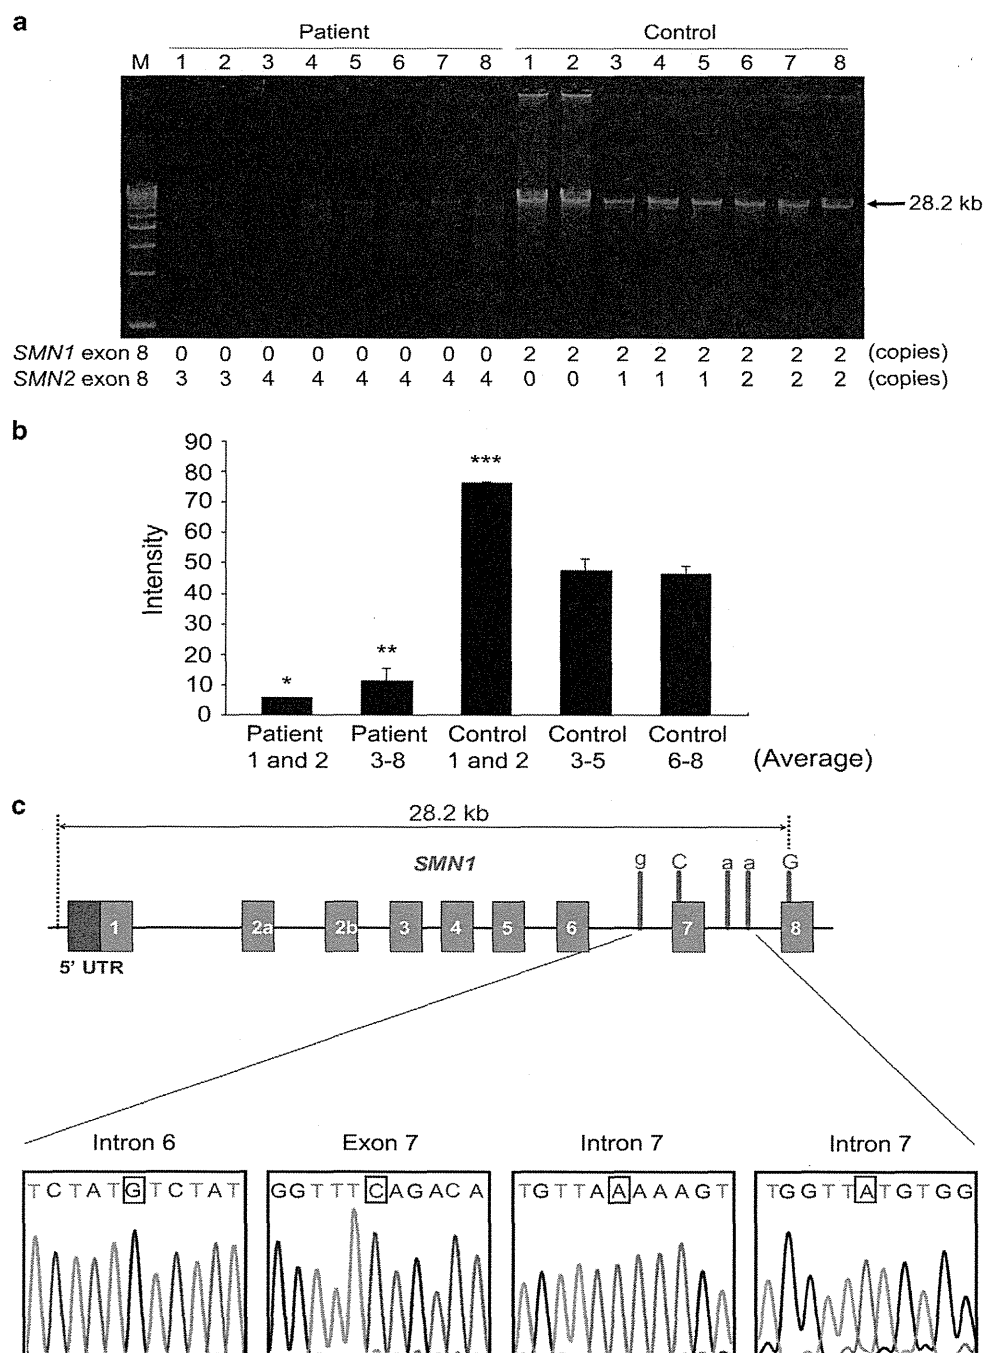 a
Patient Control
M 1 2 3 4 5 6 7 8 1 2 3 4 5 6 7 8
28.2 kb
SMN1 exon 8 0 0 0 0 0 0 0 0 2 2 2 2 2 2 2 2 (copies)
SMN2 exon 8 3 3 4 4 4 4 4 4 0 0 1 1 1 2 2 2 (copies)
b
90
80
70
60
50
40
30
20
10
0
Intensity
* ** ***
Patient 1 and 2
Patient 3-8
Control 1 and 2
Control 3-5
Control 6-8
(Average)
c
28.2 kb
SMN1
g C a a G
1 2a 2b 3 4 5 6 7 8
5' UTR
Intron 6 Exon 7 Intron 7 Intron 7
TCTATGTCTAT GGTTTCAGACA TGTTAAAAAGT TGGTTATGTGG